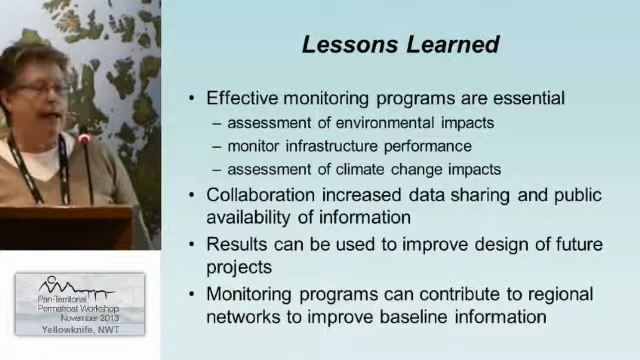 Lessons Learned
• Effective monitoring programs are essential
– assessment of environmental impacts
– monitor infrastructure performance
– assessment of climate change impacts
• Collaboration increased data sharing and public
availability of information
• Results can be used to improve design of future
projects
• Monitoring programs can contribute to regional
networks to improve baseline information
Pan-Territorial
Permafrost Workshop
November 2013
Yellowknife, NWT